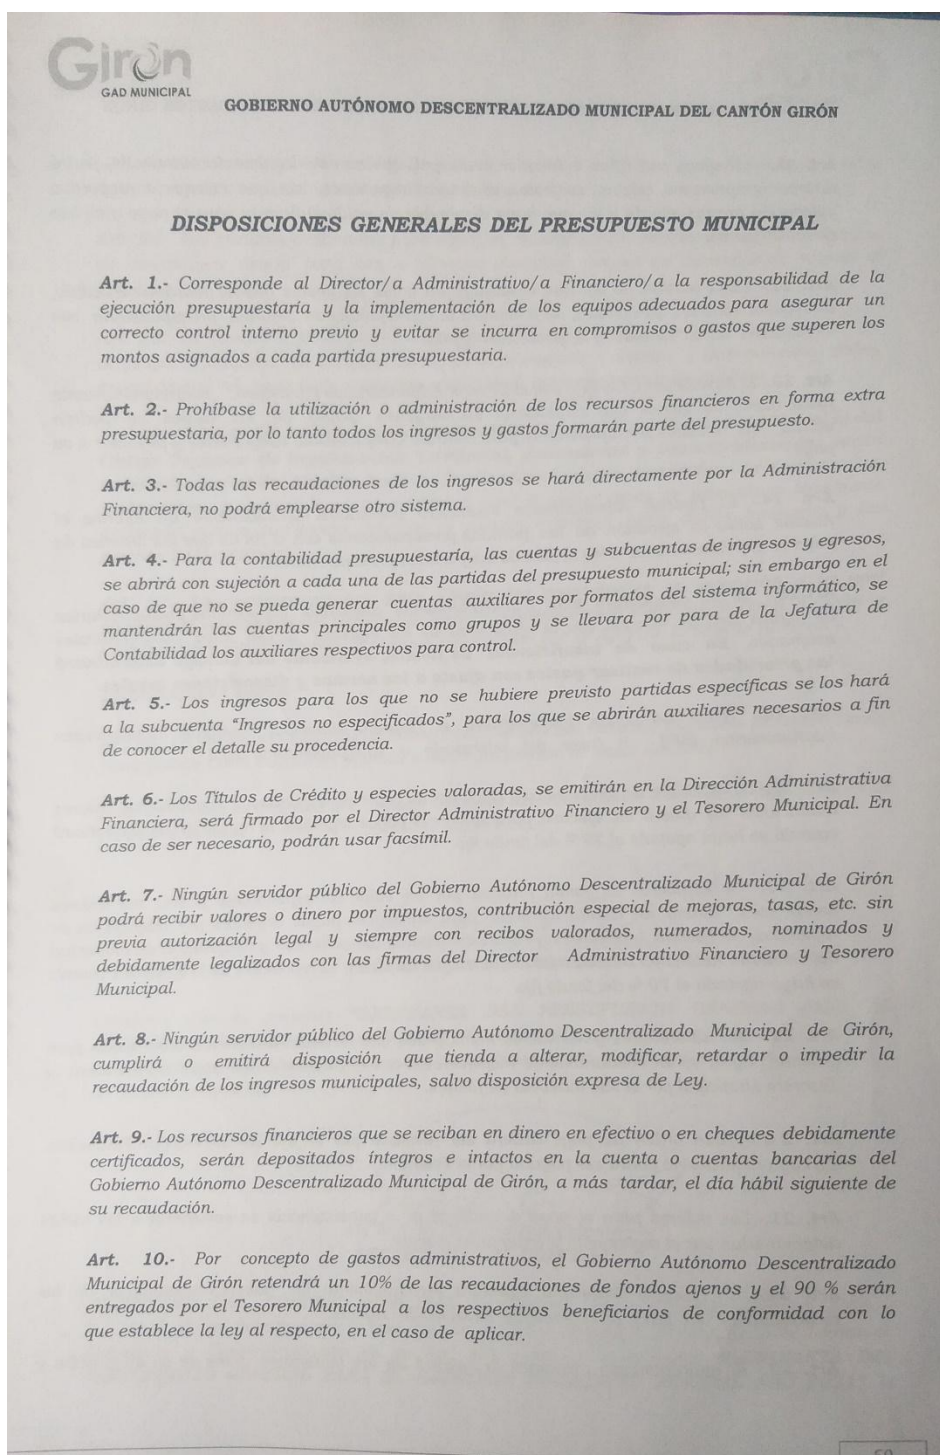 Girón
GAD MUNICIPAL
GOBIERNO AUTÓNOMO DESCENTRALIZADO MUNICIPAL DEL CANTÓN GIRÓN
DISPOSICIONES GENERALES DEL PRESUPUESTO MUNICIPAL
Art. 1.- Corresponde al Director/a Administrativo/a Financiero/a la responsabilidad de la
ejecución presupuestaría y la implementación de los equipos adecuados para asegurar un
correcto control interno previo y evitar se incurra en compromisos o gastos que superen los
montos asignados a cada partida presupuestaria.
Art. 2.- Prohíbase la utilización o administración de los recursos financieros en forma extra
presupuestaria, por lo tanto todos los ingresos y gastos formarán parte del presupuesto.
Art. 3.- Todas las recaudaciones de los ingresos se hará directamente por la Administración
Financiera, no podrá emplearse otro sistema.
Art. 4.- Para la contabilidad presupuestaría, las cuentas y subcuentas de ingresos y egresos,
se abrirá con sujeción a cada una de las partidas del presupuesto municipal; sin embargo en el
caso de que no se pueda generar cuentas auxiliares por formatos del sistema informático, se
mantendrán las cuentas principales como grupos y se llevara por para de la Jefatura de
Contabilidad los auxiliares respectivos para control.
Art. 5.- Los ingresos para los que no se hubiere previsto partidas específicas se los hará
a la subcuenta “Ingresos no especificados”, para los que se abrirán auxiliares necesarios a fin
de conocer el detalle su procedencia.
Art. 6.- Los Títulos de Crédito y especies valoradas, se emitirán en la Dirección Administrativa
Financiera, será firmado por el Director Administrativo Financiero y el Tesorero Municipal. En
caso de ser necesario, podrán usar facsímil.
Art. 7.- Ningún servidor público del Gobierno Autónomo Descentralizado Municipal de Girón
podrá recibir valores o dinero por impuestos, contribución especial de mejoras, tasas, etc. sin
previa autorización legal y siempre con recibos valorados, numerados, nominados y
debidamente legalizados con las firmas del Director Administrativo Financiero y Tesorero
Municipal.
Art. 8.- Ningún servidor público del Gobierno Autónomo Descentralizado Municipal de Girón,
cumplirá o emitirá disposición que tienda a alterar, modificar, retardar o impedir la
recaudación de los ingresos municipales, salvo disposición expresa de Ley.
Art. 9.- Los recursos financieros que se reciban en dinero en efectivo o en cheques debidamente
certificados, serán depositados íntegros e intactos en la cuenta o cuentas bancarias del
Gobierno Autónomo Descentralizado Municipal de Girón, a más tardar, el día hábil siguiente de
su recaudación.
Art. 10.- Por concepto de gastos administrativos, el Gobierno Autónomo Descentralizado
Municipal de Girón retendrá un 10% de las recaudaciones de fondos ajenos y el 90 % serán
entregados por el Tesorero Municipal a los respectivos beneficiarios de conformidad con lo
que establece la ley al respecto, en el caso de aplicar.